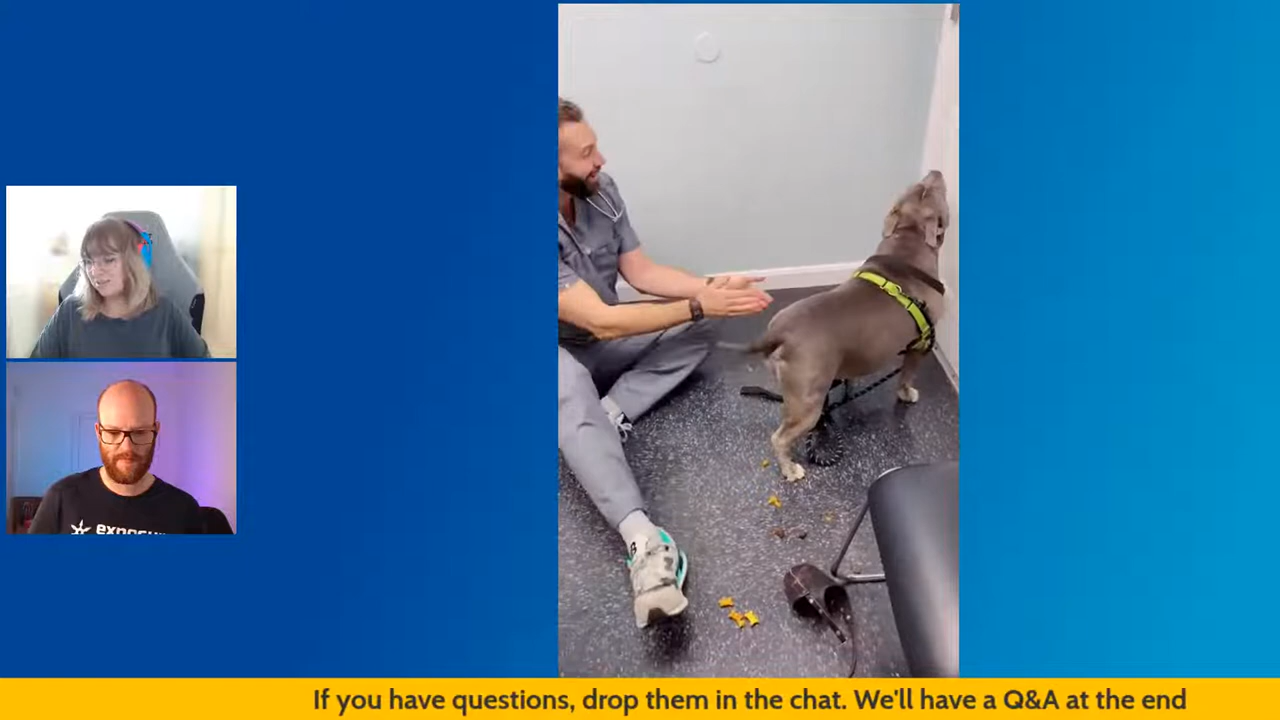 If you have questions, drop them in the chat. We'll have a Q&A at the end